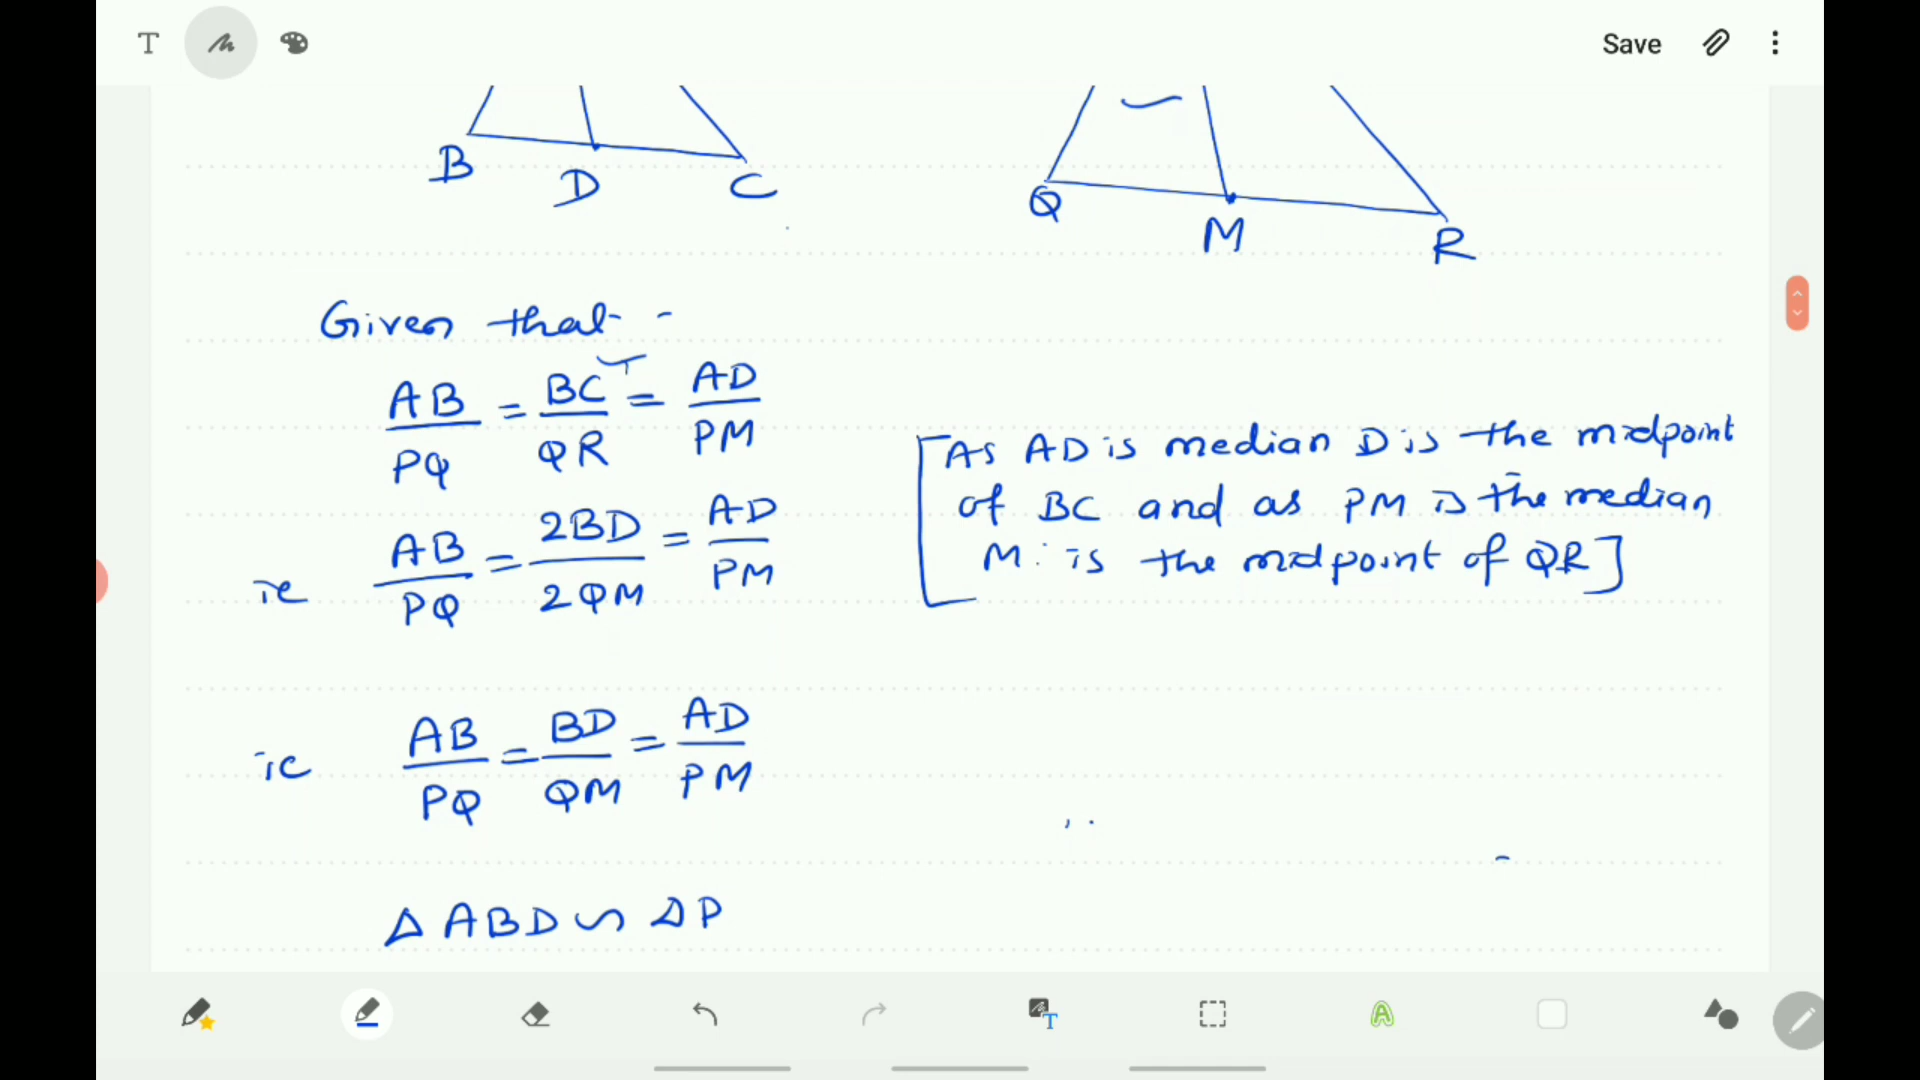 T
Save
B D C
Q M R
Given that
AB/PQ = BC/QR = AD/PM
[As AD is median D is the midpoint
of BC and as PM is the median
M is the midpoint of QR]
ie AB/PQ = 2BD/2QM = AD/PM
ie AB/PQ = BD/QM = AD/PM
Δ ABD ∽ ΔP
T
A